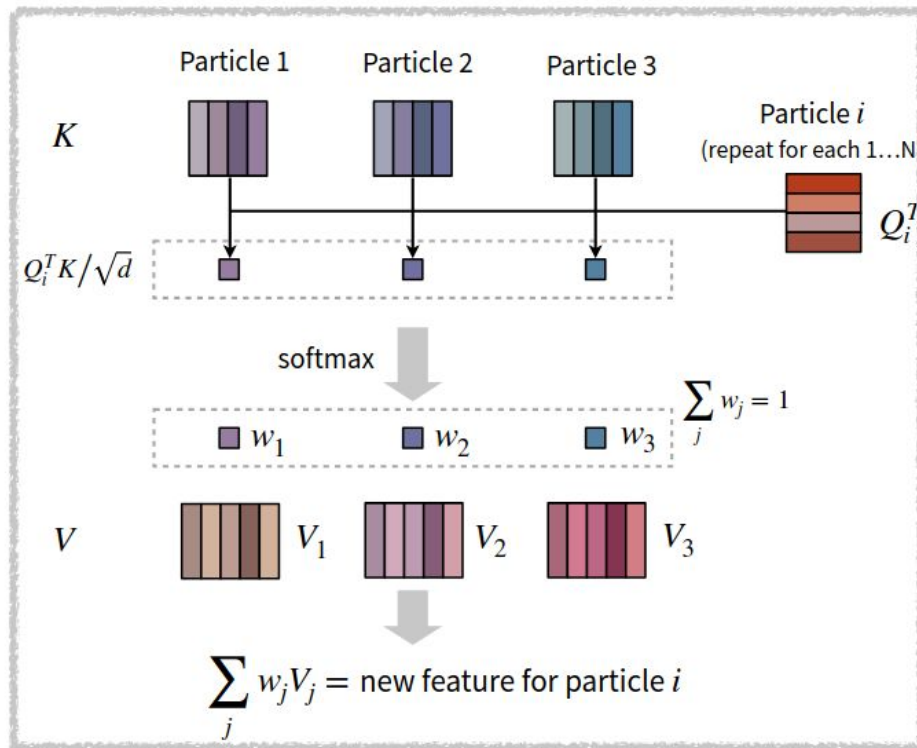 Particle 1
Particle 2
Particle 3
K
Particle i
(repeat for each 1…N
Q_i^T
Q_i^T K/√d
softmax
∑_j w_j = 1
w_1
w_2
w_3
V
V_1
V_2
V_3
∑_j w_j V_j = new feature for particle i